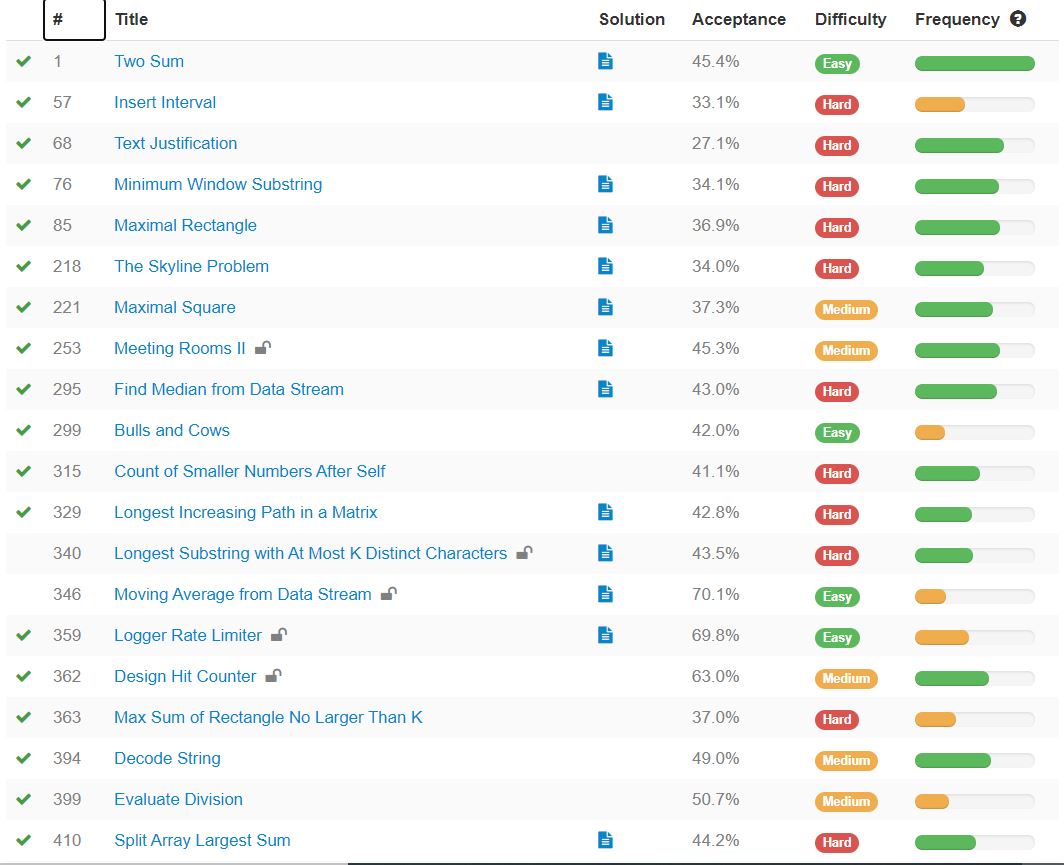 # Title Solution Acceptance Difficulty Frequency ?
1 Two Sum 45.4% Easy
57 Insert Interval 33.1% Hard
68 Text Justification 27.1% Hard
76 Minimum Window Substring 34.1% Hard
85 Maximal Rectangle 36.9% Hard
218 The Skyline Problem 34.0% Hard
221 Maximal Square 37.3% Medium
253 Meeting Rooms II 45.3% Medium
295 Find Median from Data Stream 43.0% Hard
299 Bulls and Cows 42.0% Easy
315 Count of Smaller Numbers After Self 41.1% Hard
329 Longest Increasing Path in a Matrix 42.8% Hard
340 Longest Substring with At Most K Distinct Characters 43.5% Hard
346 Moving Average from Data Stream 70.1% Easy
359 Logger Rate Limiter 69.8% Easy
362 Design Hit Counter 63.0% Medium
363 Max Sum of Rectangle No Larger Than K 37.0% Hard
394 Decode String 49.0% Medium
399 Evaluate Division 50.7% Medium
410 Split Array Largest Sum 44.2% Hard